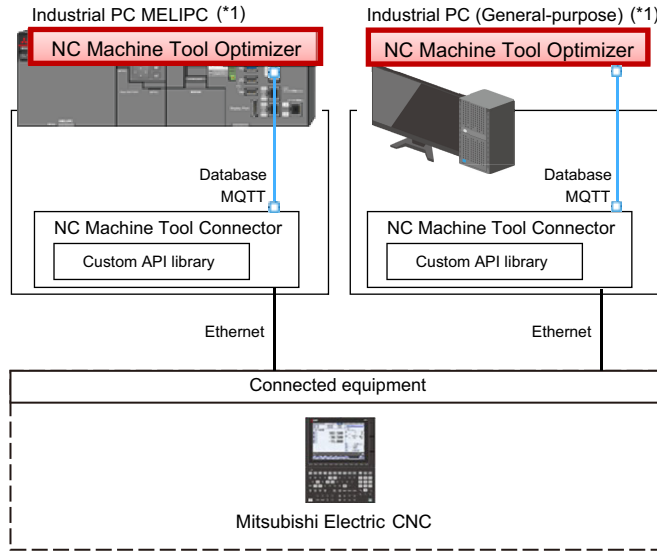 Industrial PC MELIPC (*1)
Industrial PC (General-purpose) (*1)
NC Machine Tool Optimizer
NC Machine Tool Optimizer
Database
MQTT
Database
MQTT
NC Machine Tool Connector
Custom API library
NC Machine Tool Connector
Custom API library
Ethernet
Ethernet
Connected equipment
Mitsubishi Electric CNC